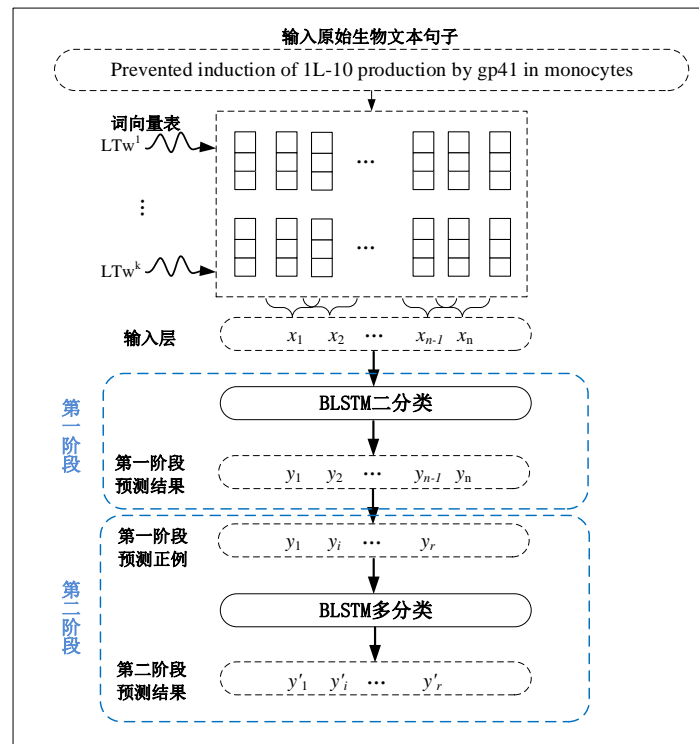 输入原始生物文本句子
Prevented induction of 1L-10 production by gp41 in monocytes
词向量表
LTw¹
...
⋮
...
LTwᵏ
输入层
x₁ x₂ ... xₙ₋₁ xₙ
第一阶段
BLSTM二分类
第一阶段
预测结果
y₁ y₂ ... yₙ₋₁ yₙ
第一阶段
预测正例
y₁ yᵢ ... yᵣ
第二阶段
BLSTM多分类
第二阶段
预测结果
y'₁ y'ᵢ ... y'ᵣ